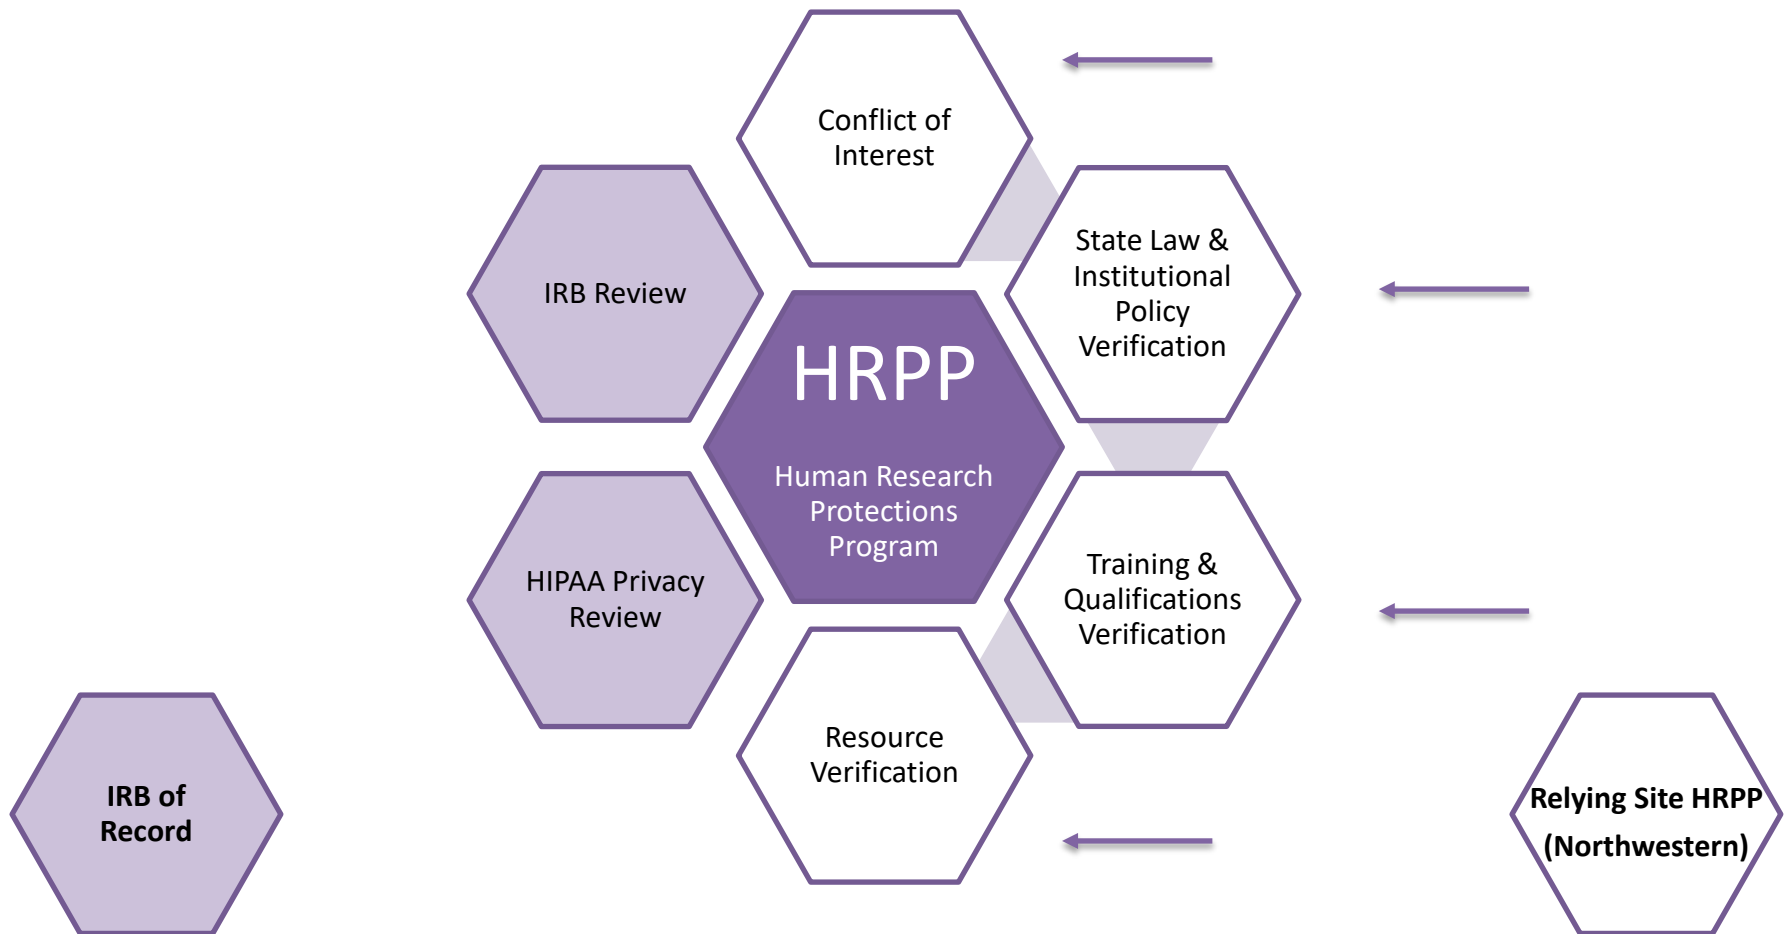 Conflict of
Interest
IRB Review
State Law &
Institutional
Policy
Verification
HRPP
Human Research
Protections
Program
HIPAA Privacy
Review
Training &
Qualifications
Verification
Resource
Verification
IRB of
Record
Relying Site HRPP
(Northwestern)